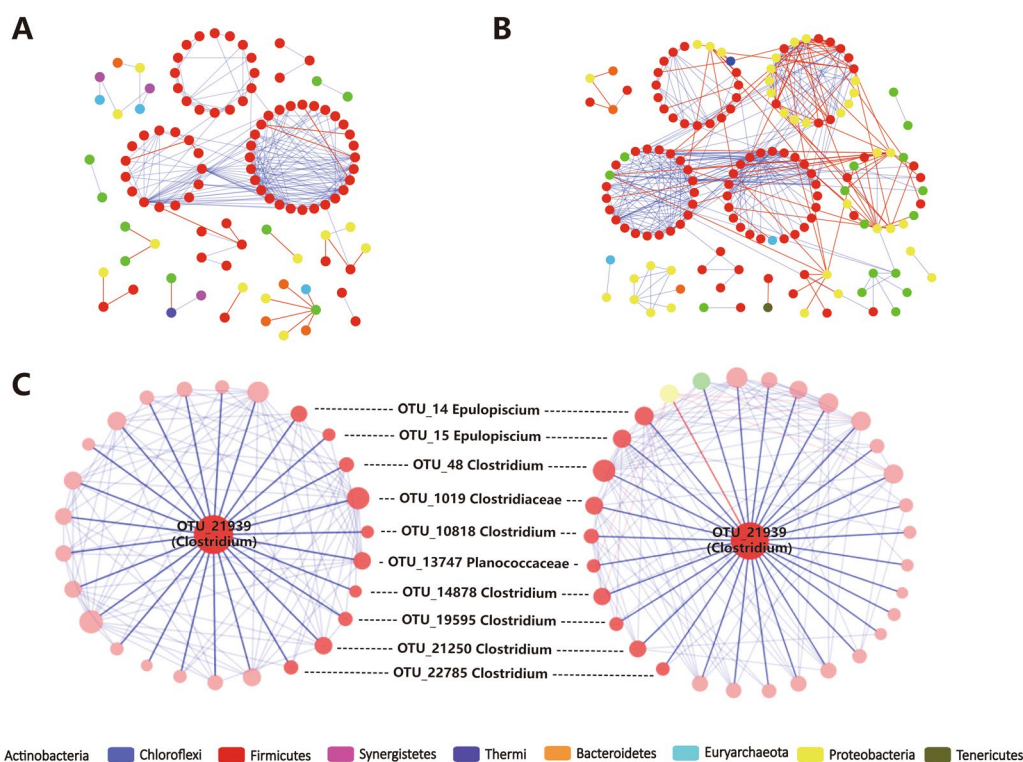 A
B
C
OTU_14 Epulopiscium
OTU_15 Epulopiscium
OTU_48 Clostridium
OTU_1019 Clostridiaceae
OTU_10818 Clostridium
OTU_13747 Planococcaceae
OTU_14878 Clostridium
OTU_19595 Clostridium
OTU_21250 Clostridium
OTU_22785 Clostridium
OTU_21939
(Clostridium)
OTU_21939
(Clostridium)
Actinobacteria Chloroflexi Firmicutes Synergistetes Thermi Bacteroidetes Euryarchaeota Proteobacteria Tenericutes